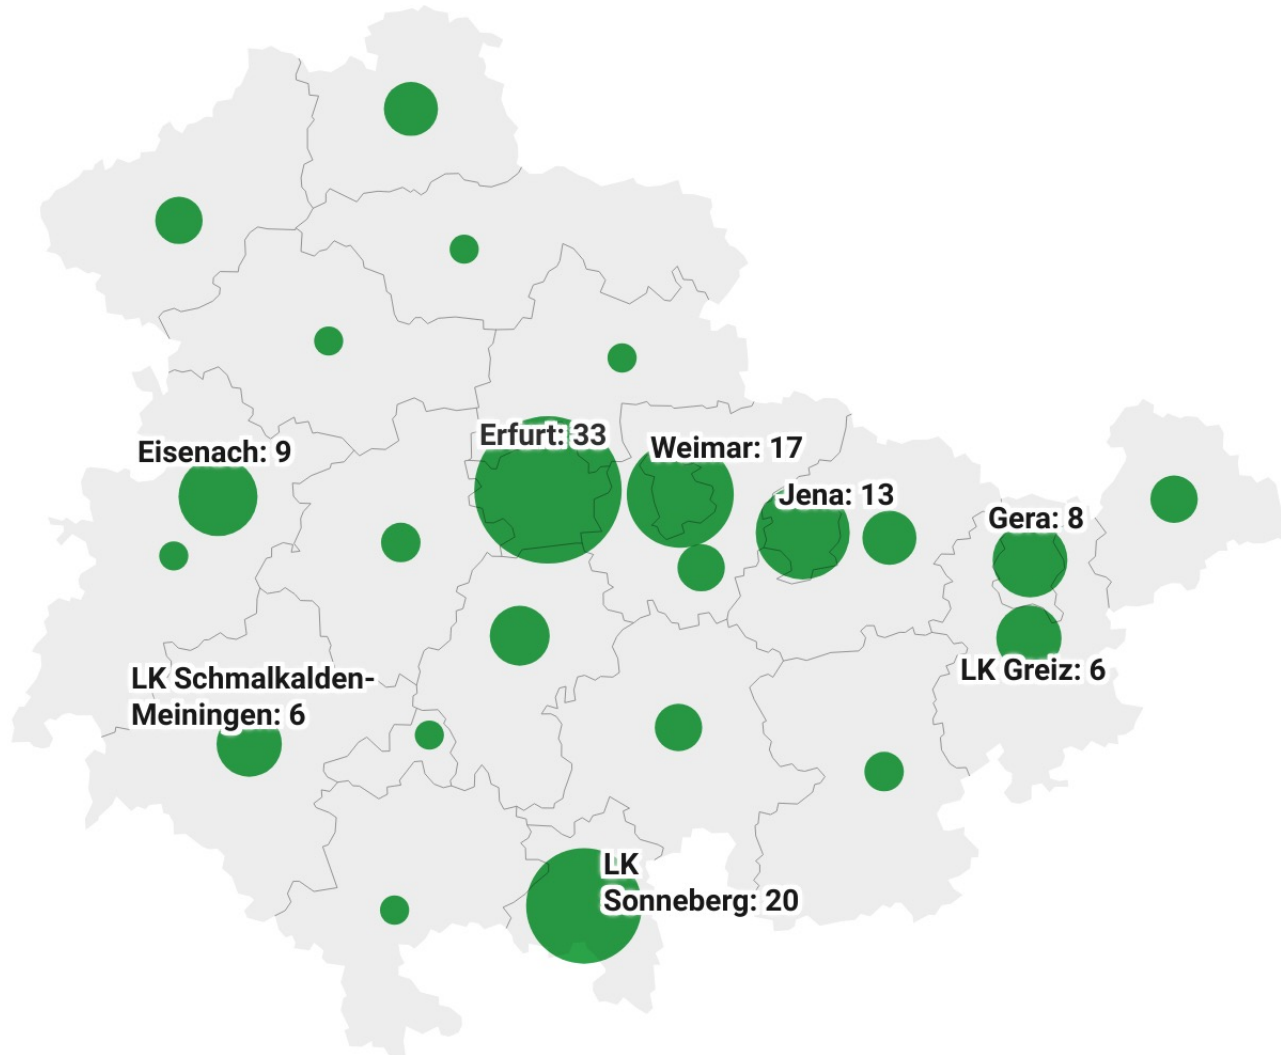 Erfurt: 33
Weimar: 17
Eisenach: 9
Jena: 13
Gera: 8
LK Greiz: 6
LK Schmalkalden-
Meiningen: 6
LK
Sonneberg: 20